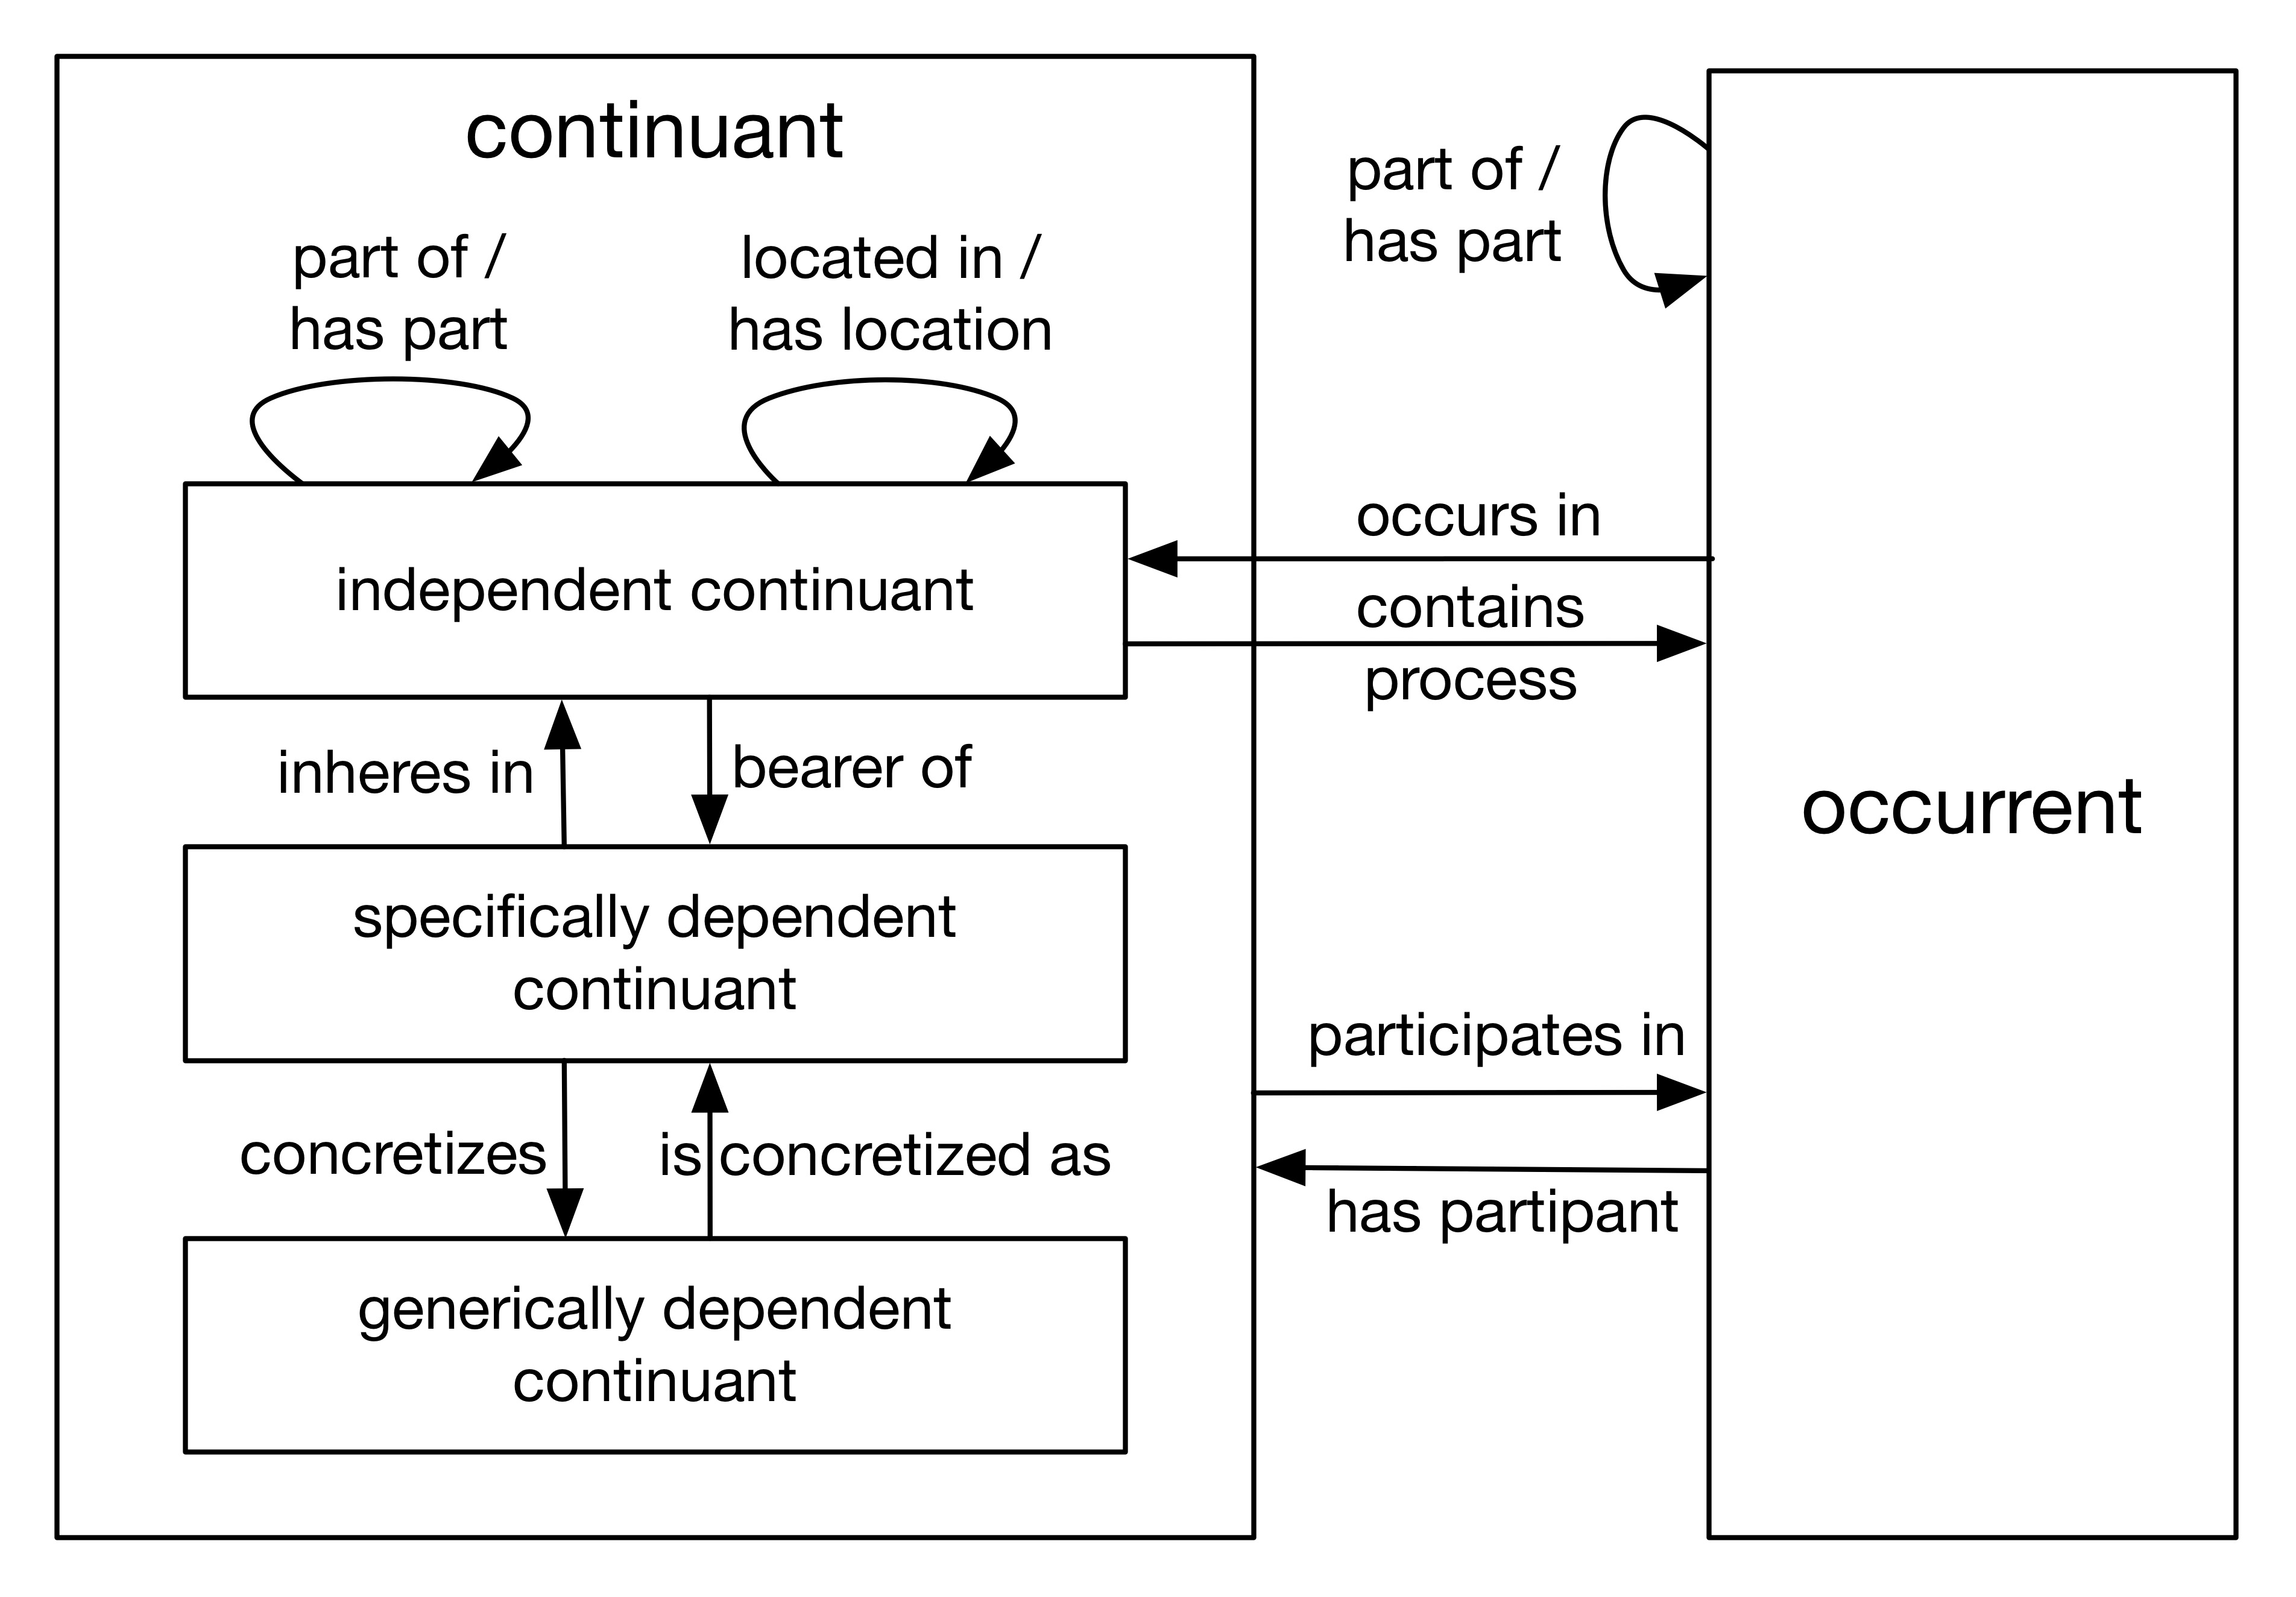 continuant
part of /
has part
located in /
has location
independent continuant
inheres in
bearer of
specifically dependent
continuant
concretizes
is concretized as
generically dependent
continuant
part of /
has part
occurs in
contains
process
participates in
has partipant
occurrent